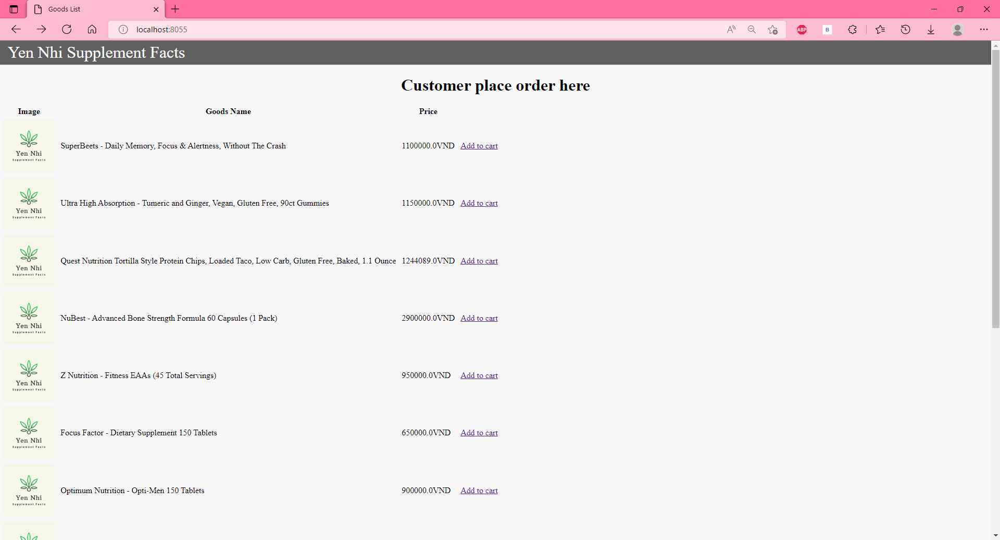 Goods List
localhost:8055
ABP
B
Yen Nhi Supplement Facts
Customer place order here
Image Goods Name Price
Yen Nhi
Supplement Facts
SuperBeets - Daily Memory, Focus & Alertness, Without The Crash 1100000.0VND Add to cart
Yen Nhi
Supplement Facts
Ultra High Absorption - Tumeric and Ginger, Vegan, Gluten Free, 90ct Gummies 1150000.0VND Add to cart
Yen Nhi
Supplement Facts
Quest Nutrition Tortilla Style Protein Chips, Loaded Taco, Low Carb, Gluten Free, Baked, 1.1 Ounce 1244089.0VND Add to cart
Yen Nhi
Supplement Facts
NuBest - Advanced Bone Strength Formula 60 Capsules (1 Pack) 2900000.0VND Add to cart
Yen Nhi
Supplement Facts
Z Nutrition - Fitness EAAs (45 Total Servings) 950000.0VND Add to cart
Yen Nhi
Supplement Facts
Focus Factor - Dietary Supplement 150 Tablets 650000.0VND Add to cart
Yen Nhi
Supplement Facts
Optimum Nutrition - Opti-Men 150 Tablets 900000.0VND Add to cart